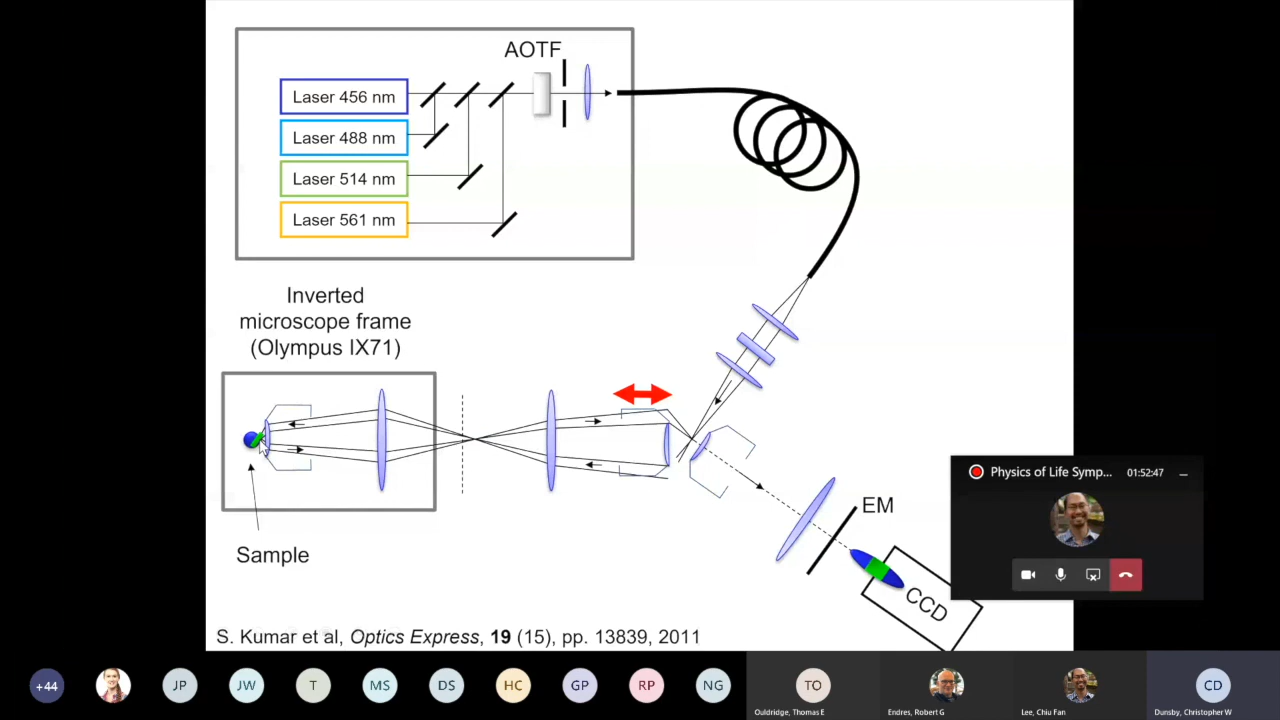 AOTF
Laser 456 nm
Laser 488 nm
Laser 514 nm
Laser 561 nm
Inverted
microscope frame
(Olympus IX71)
Sample
EM
CCD
S. Kumar et al, Optics Express, 19 (15), pp. 13839, 2011
Physics of Life Symp... 01:52:47
+44 JP JW T MS DS HC GP RP NG TO CD
Ouldridge, Thomas E Endres, Robert G Lee, Chiu Fan Dunsby, Christopher W